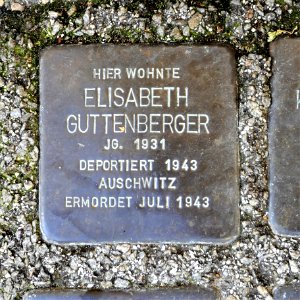 HIER WOHNTE
ELISABETH
GUTTENBERGER
JG. 1931
DEPORTIERT 1943
AUSCHWITZ
ERMORDET JULI 1943